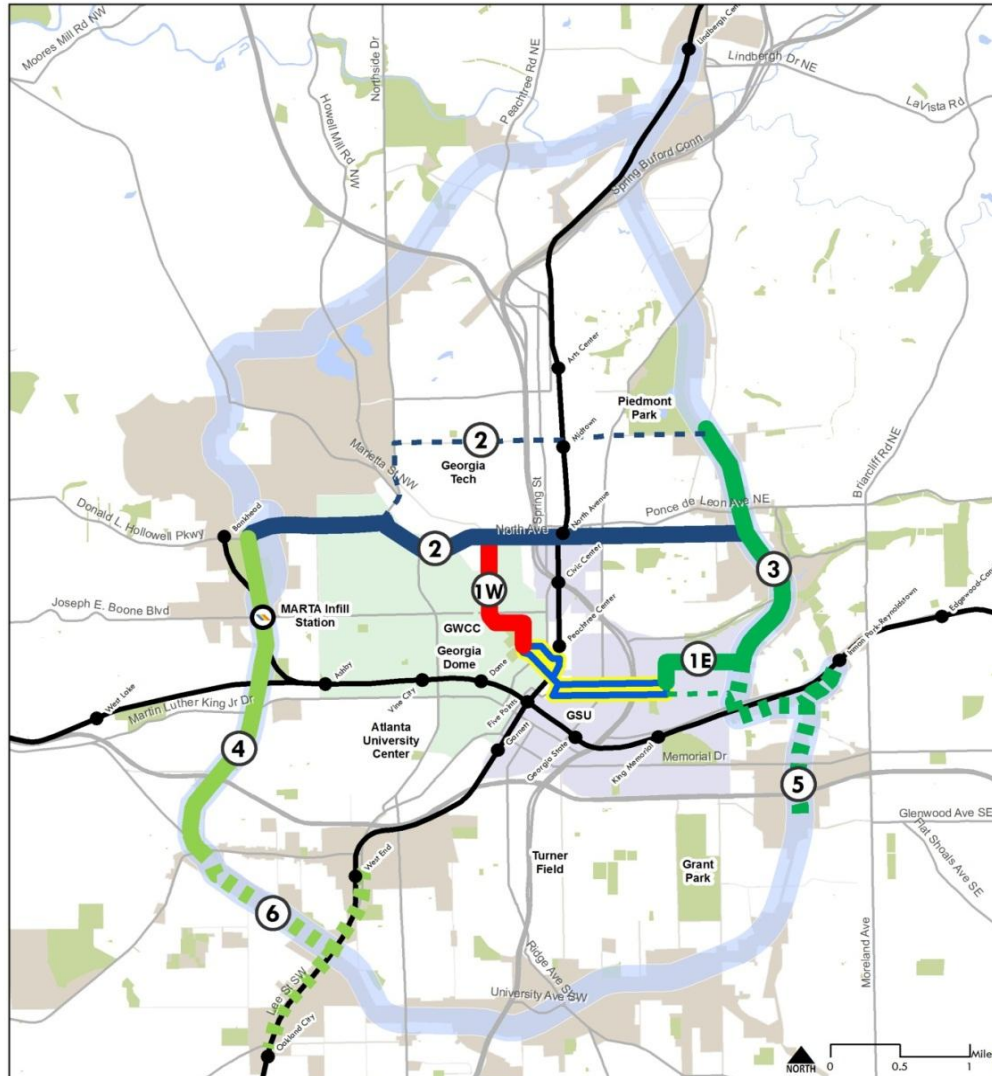 Moores Mill Rd NW
Northside Dr
Howell Mill Rd
NW
Peachtree Rd NE
Lindbergh Dr NE
LaVista Rd
Spring Buford Conn
Arts Center
Piedmont
Park
2
Midtown
Georgia
Tech
Marietta St NW
Spring St
Briarcliff Rd NE
Ponce de Leon Ave NE
Donald L. Hollowell Pkwy
Bankhead
North Ave
North Avenue
2
3
Civic Center
1W
Joseph E. Boone Blvd
MARTA Infill
Station
GWCC
Peachtree Center
Inman Park-Reynoldstown
Georgia
Dome
1E
Dome
Ashby
Vine City
West Lake
Martin Luther King Jr Dr
Five Points
GSU
Atlanta
University
Center
Garnett
Georgia State
King Memorial
Memorial Dr
4
5
Glenwood Ave SE
Flat Shoals Ave SE
Turner
Field
Grant
Park
West End
6
Moreland Ave
Lee St SW
Ridge Ave
University Ave SW
Oakland City
NORTH
0 0.5 1
Mile